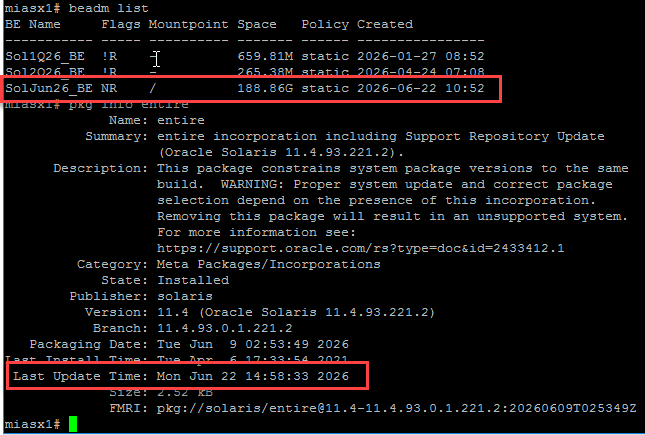 miasx1# beadm list
BE Name     Flags Mountpoint Space   Policy Created
----------- ----- ---------- ------- ------ ----------------
Sol1Q26_BE  !R    -          659.81M static 2026-01-27 08:52
Sol2Q26_BE  !R    -          265.38M static 2026-04-24 07:08
SolJun26_BE NR    /          188.86G static 2026-06-22 10:52
miasx1# pkg info entire
Name: entire
Summary: entire incorporation including Support Repository Update
(Oracle Solaris 11.4.93.221.2).
Description: This package constrains system package versions to the same
build.  WARNING: Proper system update and correct package
selection depend on the presence of this incorporation.
Removing this package will result in an unsupported system.
For more information see:
https://support.oracle.com/rs?type=doc&id=2433412.1
Category: Meta Packages/Incorporations
State: Installed
Publisher: solaris
Version: 11.4 (Oracle Solaris 11.4.93.221.2)
Branch: 11.4.93.0.1.221.2
Packaging Date: Tue Jun  9 02:53:49 2026
Last Install Time: Tue Apr  6 17:33:54 2021
Last Update Time: Mon Jun 22 14:58:33 2026
Size: 2.52 kB
FMRI: pkg://solaris/entire@11.4-11.4.93.0.1.221.2:20260609T025349Z
miasx1#